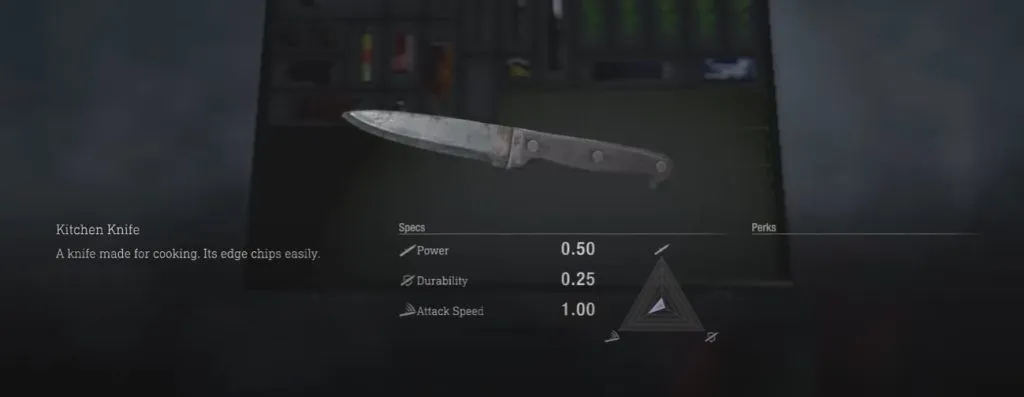 Kitchen Knife
A knife made for cooking. Its edge chips easily.
Specs
Power 0.50
Durability 0.25
Attack Speed 1.00
Perks